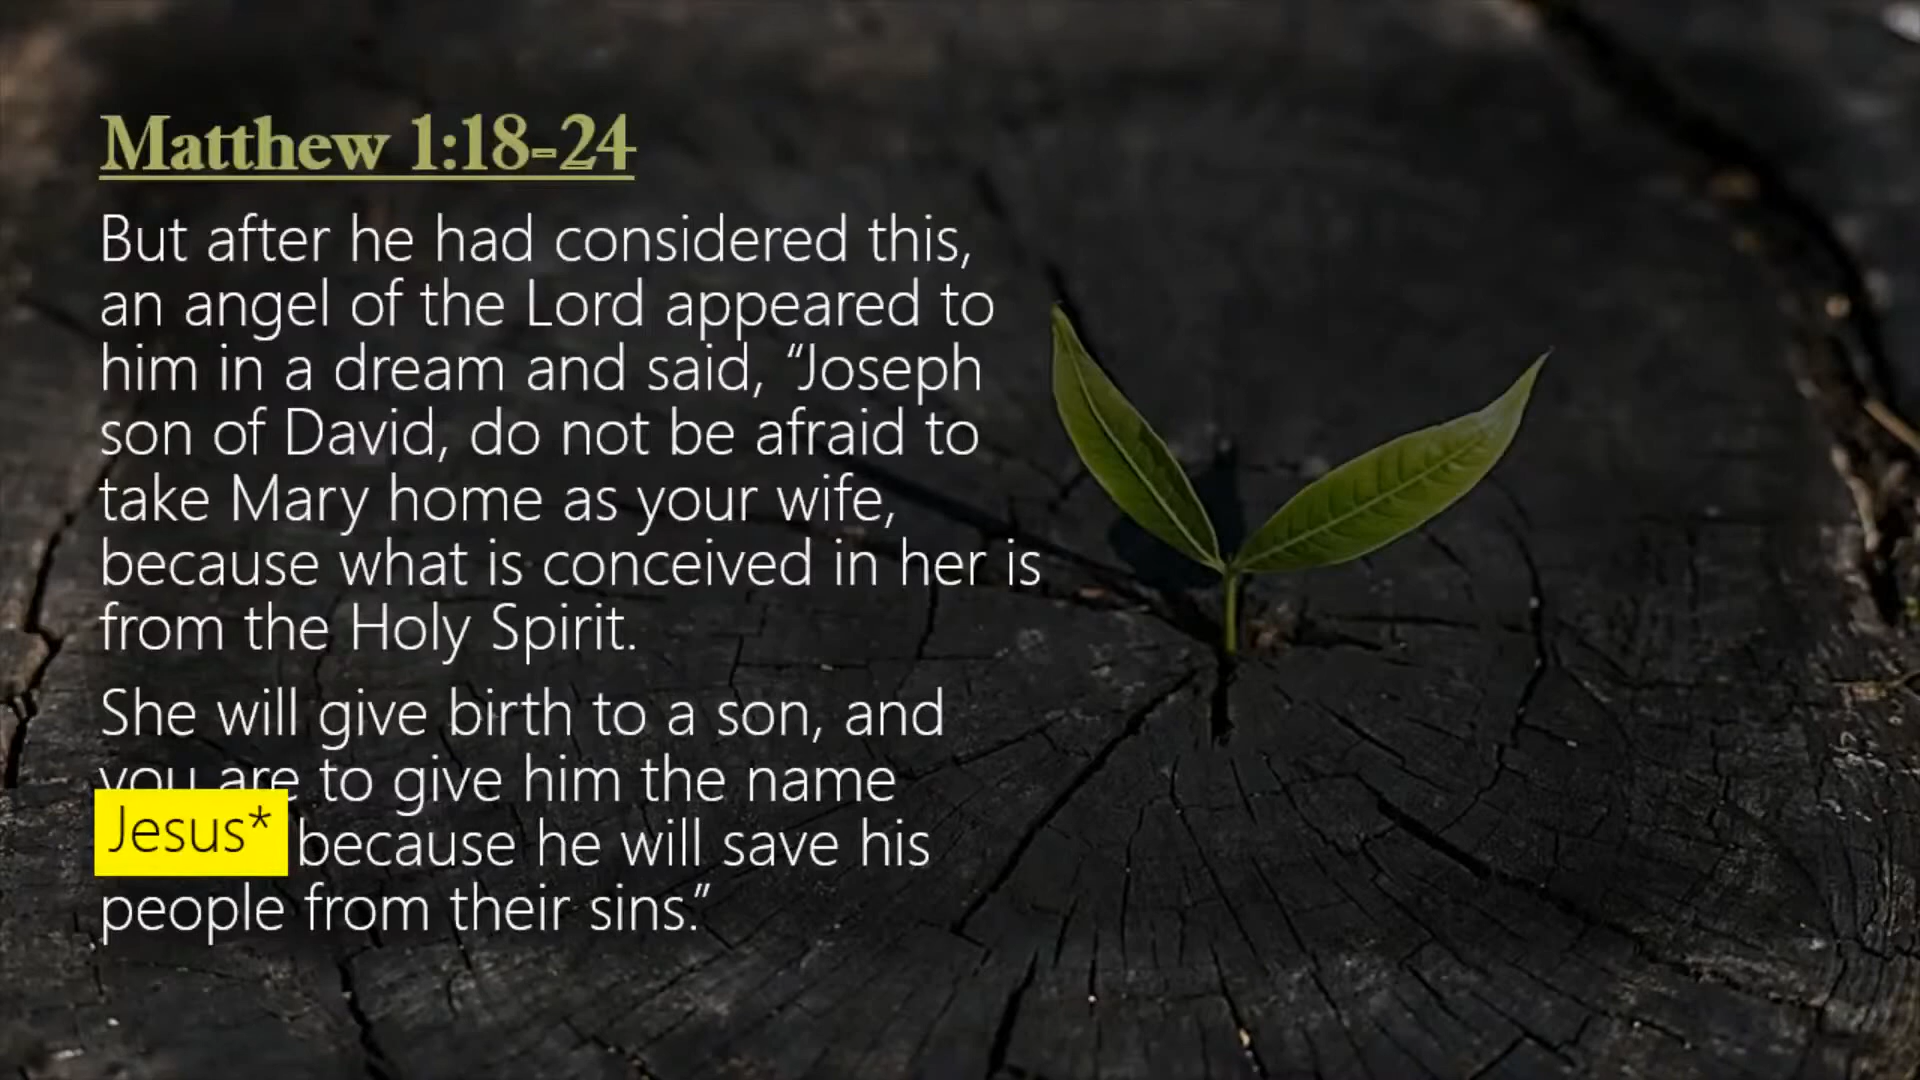 Matthew 1:18-24
But after he had considered this,
an angel of the Lord appeared to
him in a dream and said, “Joseph
son of David, do not be afraid to
take Mary home as your wife,
because what is conceived in her is
from the Holy Spirit.
She will give birth to a son, and
you are to give him the name
Jesus* because he will save his
people from their sins.”